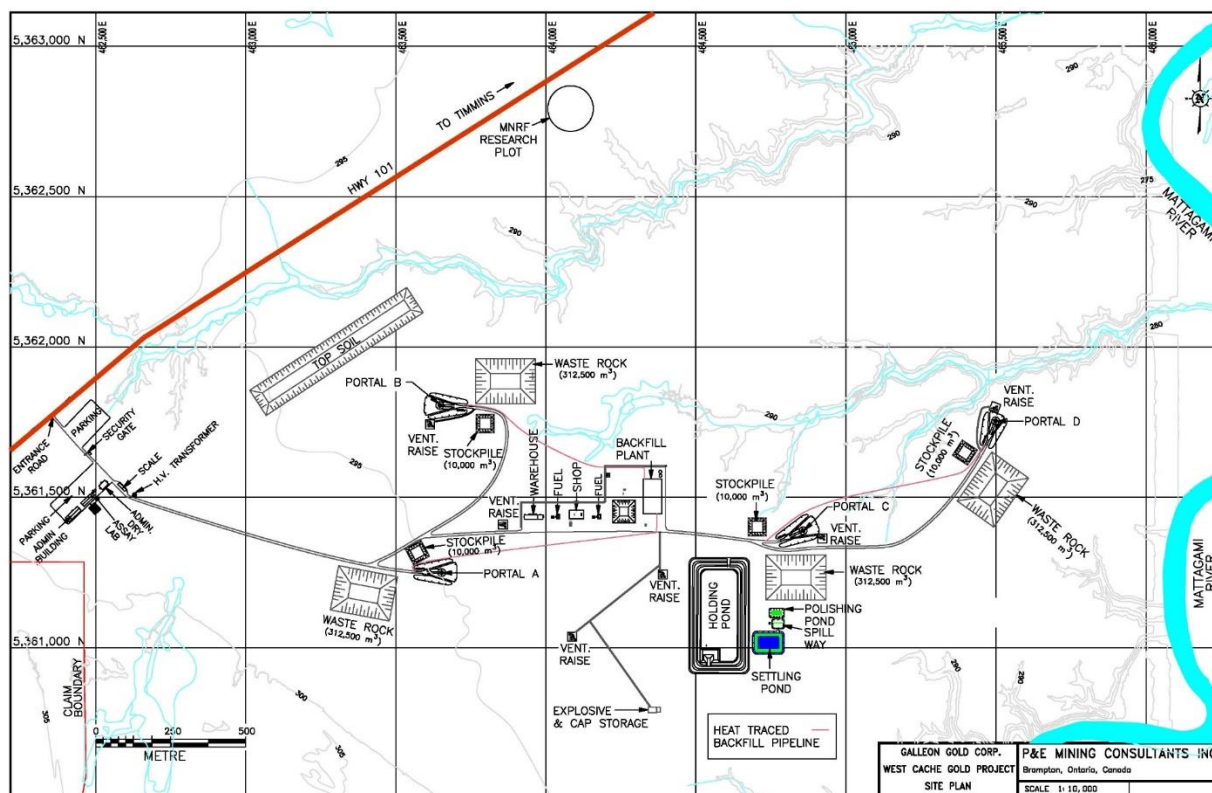 482,500 E
483,000 E
483,500 E
484,000 E
484,500 E
485,500 E
486,000 E
5,363,000 N
5,362,500 N
5,362,000 N
5,361,500 N
5,361,000 N
TO TIMMINS
HWY 101
MNRF
RESEARCH
PLOT
295
290
290
290
275
MATTAGAMI
RIVER
N
290
280
TOP SOIL
PORTAL B
WASTE ROCK
(312,500 m³)
VENT.
RAISE
STOCKPILE
(10,000 m³)
BACKFILL
PLANT
WAREHOUSE
FUEL
SHOP
FUEL
VENT.
RAISE
295
290
VENT.
RAISE
PORTAL D
STOCKPILE
(10,000 m³)
WASTE ROCK
(312,500 m³)
ENTRANCE
ROAD
PARKING
SECURITY
GATE
SCALE
H.V. TRANSFORMER
PARKING
ADMIN
BUILDING
ADMIN.
DRY
ASSAY
LAB
STOCKPILE
(10,000 m³)
PORTAL A
WASTE ROCK
(312,500 m³)
STOCKPILE
(10,000 m³)
PORTAL C
VENT.
RAISE
WASTE ROCK
(312,500 m³)
VENT.
RAISE
VENT.
RAISE
HOLDING
POND
POLISHING
POND
SPILL
WAY
SETTLING
POND
EXPLOSIVE
& CAP STORAGE
CLAIM
BOUNDARY
305
300
305
290
290
MATTAGAMI
RIVER
0 250 500
METRE
HEAT TRACED
BACKFILL PIPELINE
GALLEON GOLD CORP.
WEST CACHE GOLD PROJECT
SITE PLAN
P&E MINING CONSULTANTS INC
Brampton, Ontario, Canada
SCALE 1:10,000